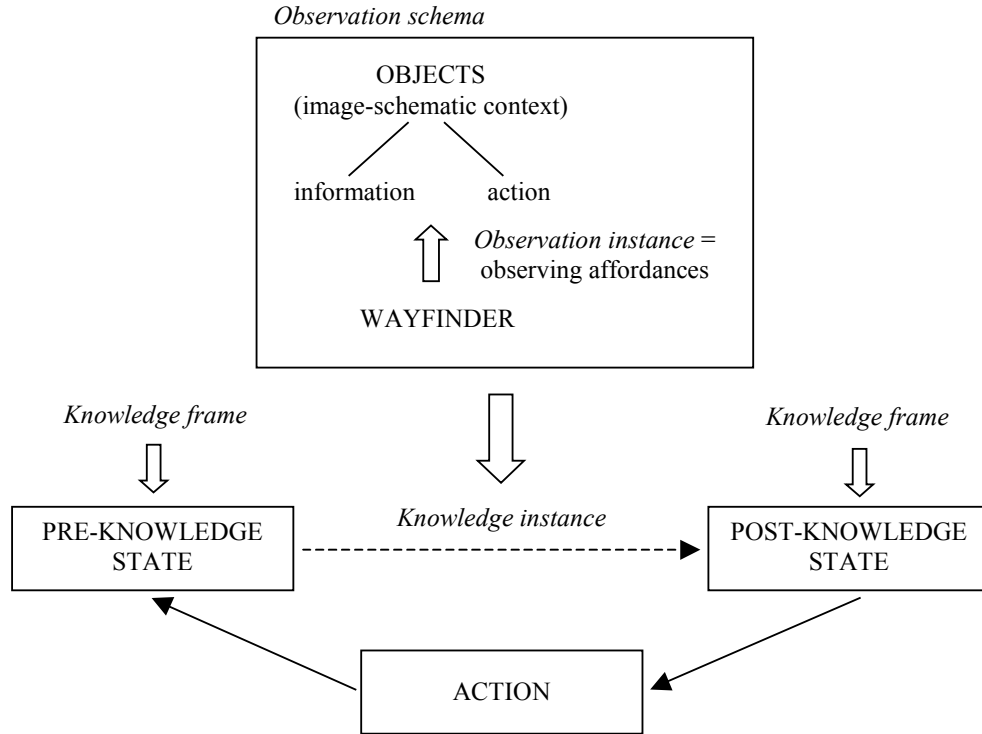 Observation schema
OBJECTS
(image-schematic context)
information action
Observation instance =
observing affordances
WAYFINDER
Knowledge frame
Knowledge frame
PRE-KNOWLEDGE
STATE
Knowledge instance
POST-KNOWLEDGE
STATE
ACTION